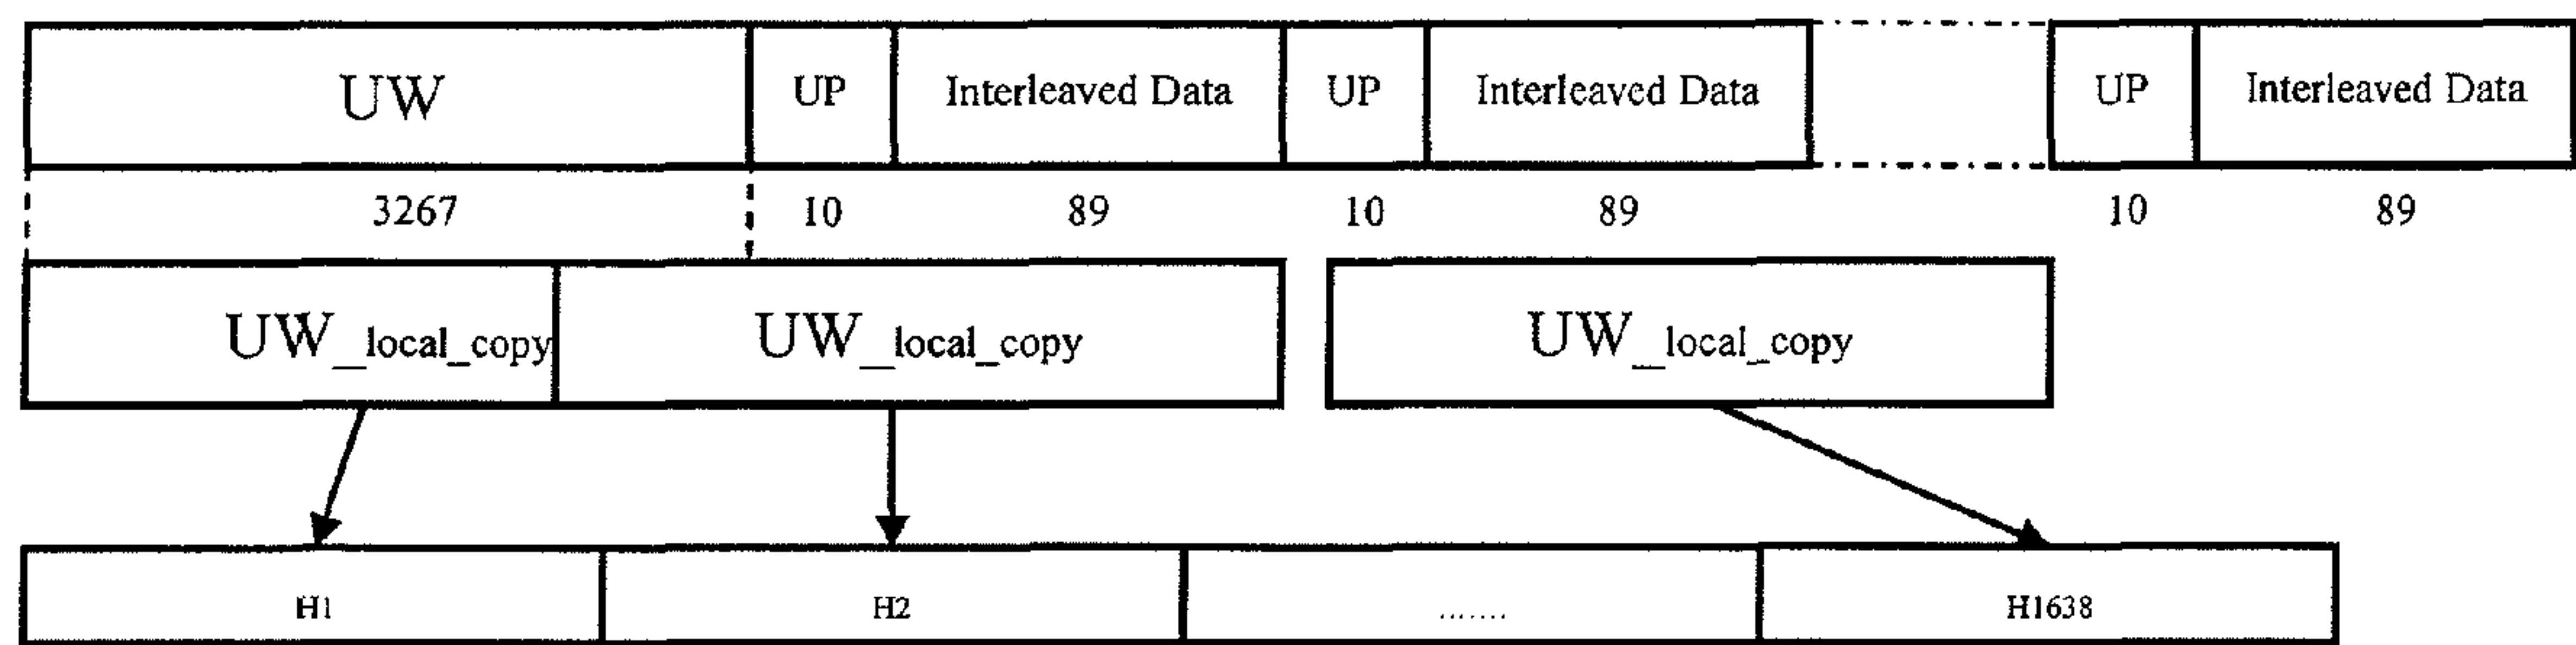 UW UP Interleaved Data UP Interleaved Data UP Interleaved Data
3267 10 89 10 89 10 89
UW_local_copy UW_local_copy UW_local_copy
H1 H2 ....... H1638